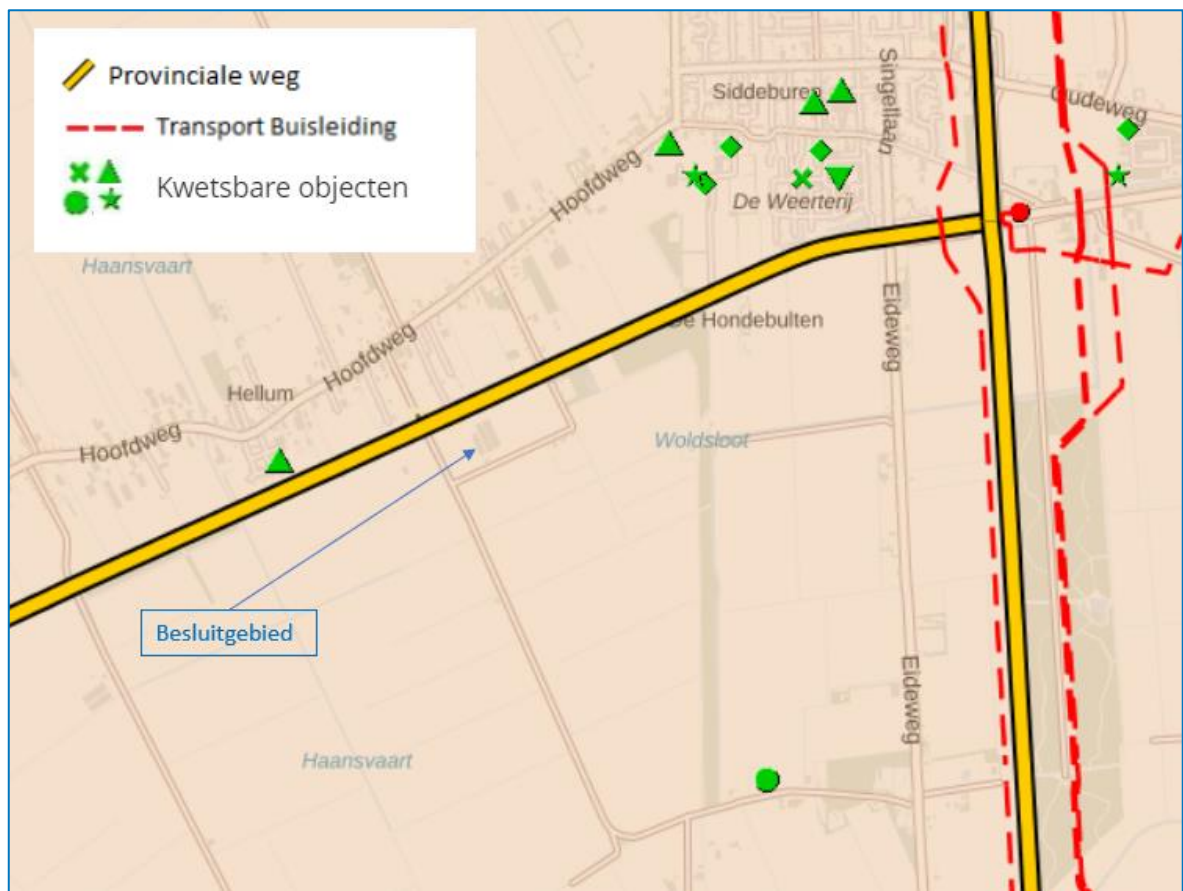 Provinciale weg
Transport Buisleiding
Kwetsbare objecten
Siddeburen
Singellaan
Oudeweg
De Weerterij
Hoofdweg
Haansvaart
De Hondebulten
Eideweg
Hoofdweg
Hellum
Hoofdweg
Woldsloot
Besluitgebied
Eideweg
Haansvaart